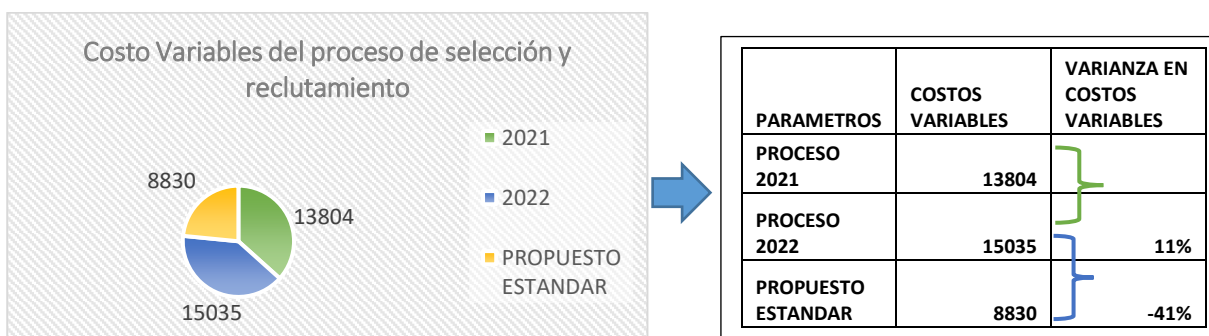 Costo Variables del proceso de selección y
reclutamiento
8830
13804
15035
2021
2022
PROPUESTO
ESTANDAR
PARAMETROS
COSTOS
VARIABLES
VARIANZA EN
COSTOS
VARIABLES
PROCESO
2021
13804
PROCESO
2022
15035
11%
PROPUESTO
ESTANDAR
8830
-41%